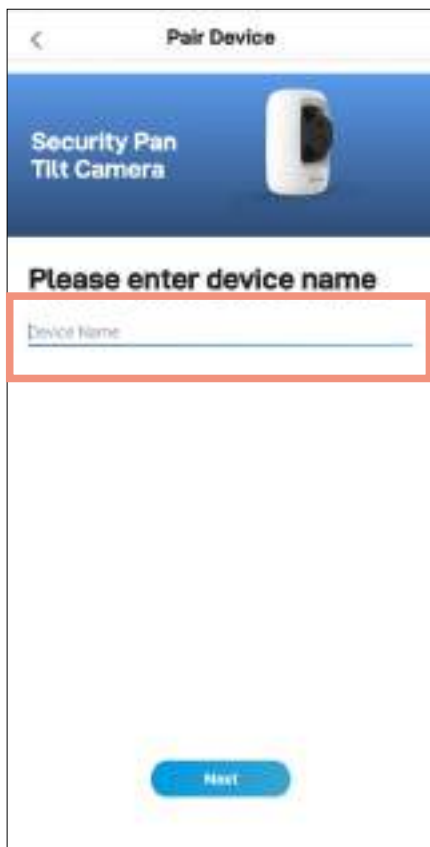 Pair Device
Security Pan
Tilt Camera
Please enter device name
Device Name
Next